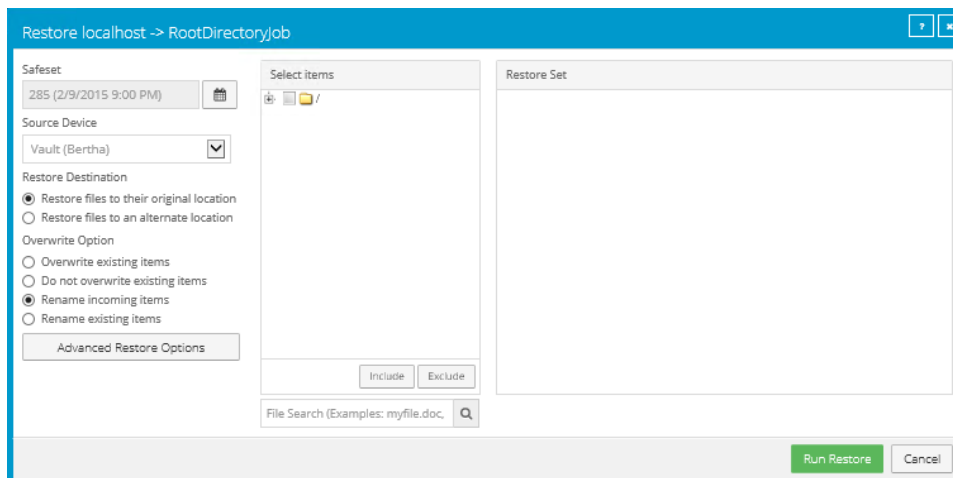 Restore localhost -> RootDirectoryJob
?
Safeset
285 (2/9/2015 9:00 PM)
Source Device
Vault (Bertha)
Restore Destination
Restore files to their original location
Restore files to an alternate location
Overwrite Option
Overwrite existing items
Do not overwrite existing items
Rename incoming items
Rename existing items
Advanced Restore Options
Select items
/
Include
Exclude
File Search (Examples: myfile.doc,
Restore Set
Run Restore
Cancel